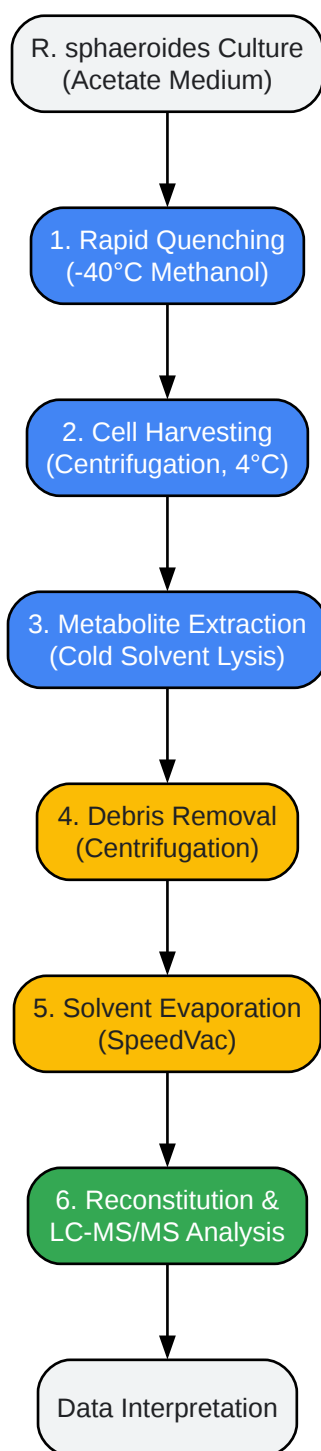 R. sphaeroides Culture
(Acetate Medium)
1. Rapid Quenching
(-40°C Methanol)
2. Cell Harvesting
(Centrifugation, 4°C)
3. Metabolite Extraction
(Cold Solvent Lysis)
4. Debris Removal
(Centrifugation)
5. Solvent Evaporation
(SpeedVac)
6. Reconstitution &
LC-MS/MS Analysis
Data Interpretation